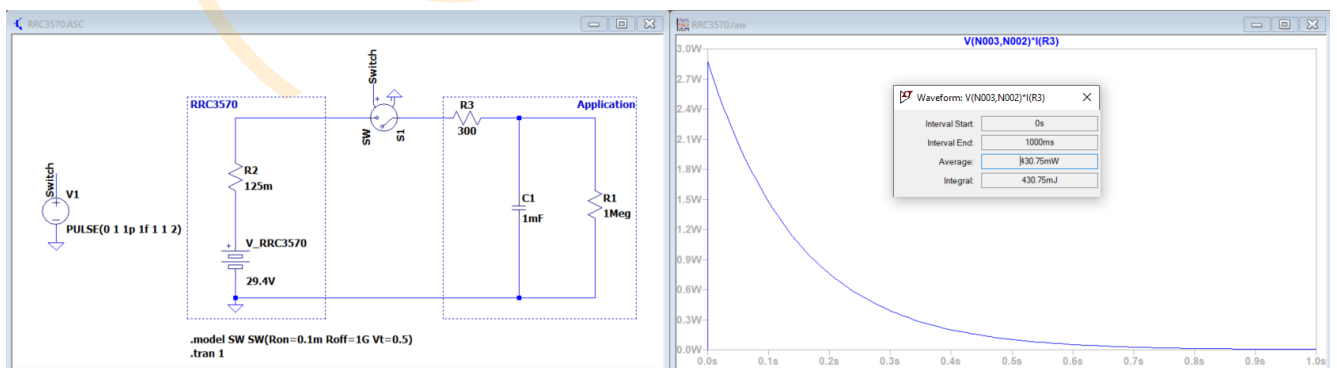 RRC3570.ASC
Switch
RRC3570
Application
R3
300
SW
S1
Switch
V1
PULSE(0 1 1p 1f 1 1 2)
R2
125m
C1
1mF
R1
1Meg
V_RRC3570
29.4V
.model SW SW(Ron=0.1m Roff=1G Vt=0.5)
.tran 1
RRC3570.raw
V(N003,N002)*I(R3)
3.0W
2.7W
2.4W
2.1W
1.8W
1.5W
1.2W
0.9W
0.6W
0.3W
0.0W
0.0s 0.1s 0.2s 0.3s 0.4s 0.5s 0.6s 0.7s 0.8s 0.9s 1.0s
Waveform: V(N003,N002)*I(R3)
Interval Start: 0s
Interval End: 1000ms
Average: 430.75mW
Integral: 430.75mJ